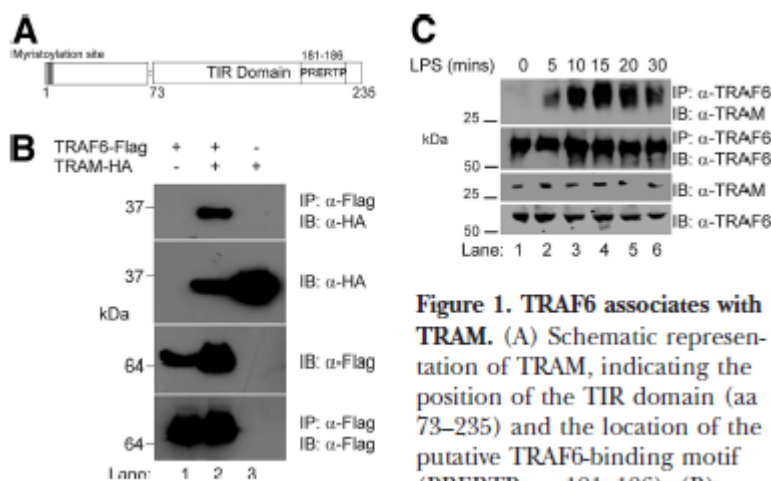 A
Myristoylation site
181-186
TIR Domain
PRERTP
1
73
235
B
TRAF6-Flag + + -
TRAM-HA - + +
37
IP: α-Flag
IB: α-HA
37
IB: α-HA
kDa
64
IB: α-Flag
64
IP: α-Flag
IB: α-Flag
Lane: 1 2 3
C
LPS (mins) 0 5 10 15 20 30
IP: α-TRAF6
IB: α-TRAM
25
kDa
IP: α-TRAF6
IB: α-TRAF6
50
IB: α-TRAM
25
IB: α-TRAF6
50
Lane: 1 2 3 4 5 6
Figure 1. TRAF6 associates with
TRAM. (A) Schematic represen-
tation of TRAM, indicating the
position of the TIR domain (aa
73–235) and the location of the
putative TRAF6-binding motif